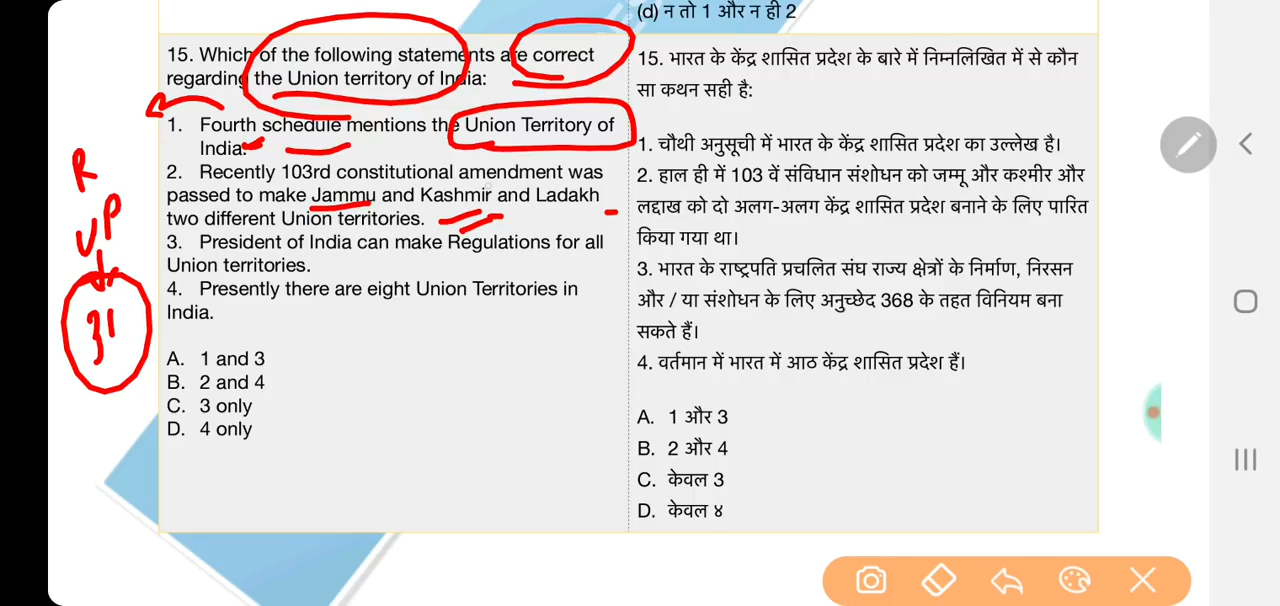 (d) न तो 1 और न ही 2
15. Which of the following statements are correct
regarding the Union territory of India:
1. Fourth schedule mentions the Union Territory of
India.
2. Recently 103rd constitutional amendment was
passed to make Jammu and Kashmir and Ladakh
two different Union territories.
3. President of India can make Regulations for all
Union territories.
4. Presently there are eight Union Territories in
India.
A. 1 and 3
B. 2 and 4
C. 3 only
D. 4 only
15. भारत के केंद्र शासित प्रदेश के बारे में निम्नलिखित में से कौन
सा कथन सही है:
1. चौथी अनुसूची में भारत के केंद्र शासित प्रदेश का उल्लेख है।
2. हाल ही में 103 वें संविधान संशोधन को जम्मू और कश्मीर और
लद्दाख को दो अलग-अलग केंद्र शासित प्रदेश बनाने के लिए पारित
किया गया था।
3. भारत के राष्ट्रपति प्रचलित संघ राज्य क्षेत्रों के निर्माण, निरसन
और / या संशोधन के लिए अनुच्छेद 368 के तहत विनियम बना
सकते हैं।
4. वर्तमान में भारत में आठ केंद्र शासित प्रदेश हैं।
A. 1 और 3
B. 2 और 4
C. केवल 3
D. केवल ४
R
UP